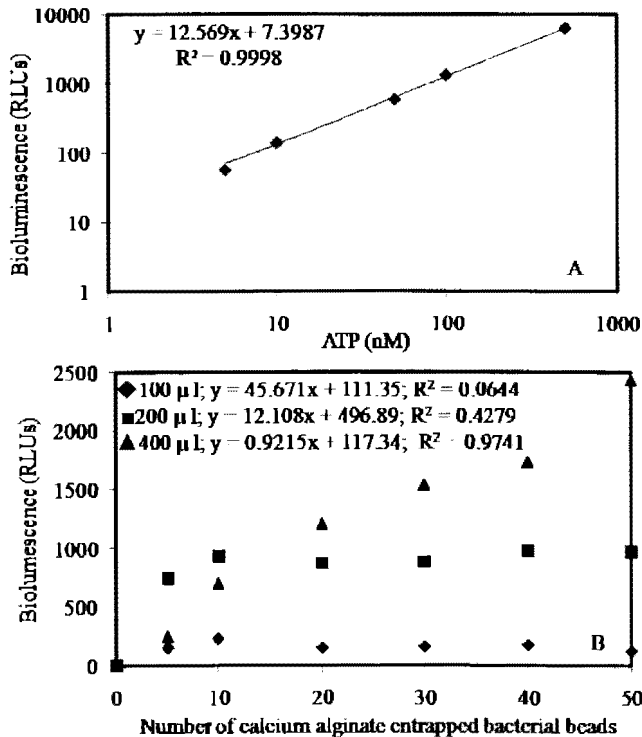 y = 12.569x + 7.3987
R² = 0.9998
Bioluminescence (RLUs)
10000
1000
100
10
1
A
1
10
100
1000
ATP (nM)
2500
2000
1500
1000
500
0
Biolumescence (RLUs)
100 µl; y = 45.671x + 111.35; R² = 0.0644
200 µl; y = 12.108x + 496.89; R² = 0.4279
400 µl; y = 0.9215x + 117.34; R² = 0.9741
B
0
10
20
30
40
50
Number of calcium alginate entrapped bacterial beads